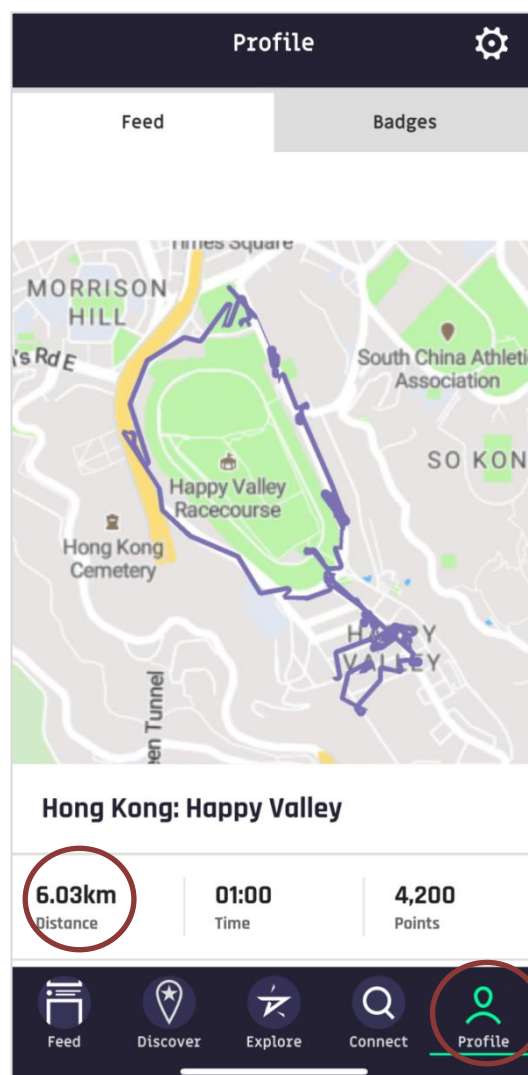 Profile
Feed
Badges
Times Square
MORRISON
HILL
's Rd E
South China Athleti
Association
SO KON
Happy Valley
Racecourse
Hong Kong
Cemetery
HAPPY
VALLEY
een Tunnel
Hong Kong: Happy Valley
6.03km
01:00
4,200
Distance
Time
Points
Feed
Discover
Explore
Connect
Profile